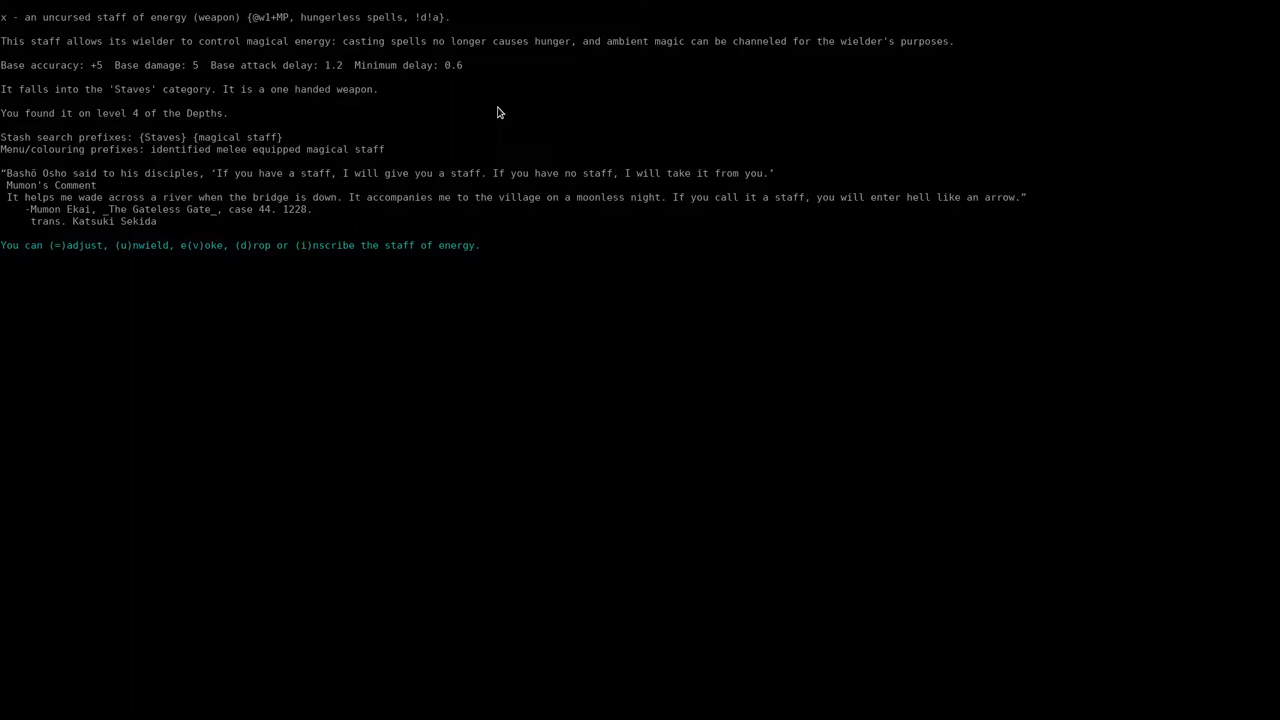 x - an uncursed staff of energy (weapon) {@w1+MP, hungerless spells, !d!a}.
This staff allows its wielder to control magical energy: casting spells no longer causes hunger, and ambient magic can be channeled for the wielder's purposes.
Base accuracy: +5  Base damage: 5  Base attack delay: 1.2  Minimum delay: 0.6
It falls into the 'Staves' category. It is a one handed weapon.
You found it on level 4 of the Depths.
Stash search prefixes: {Staves} {magical staff}
Menu/colouring prefixes: identified melee equipped magical staff
“Bashō Osho said to his disciples, ‘If you have a staff, I will give you a staff. If you have no staff, I will take it from you.’
Mumon's Comment
It helps me wade across a river when the bridge is down. It accompanies me to the village on a moonless night. If you call it a staff, you will enter hell like an arrow.”
-Mumon Ekai, _The Gateless Gate_, case 44. 1228.
trans. Katsuki Sekida
You can (=)adjust, (u)nwield, e(v)oke, (d)rop or (i)nscribe the staff of energy.